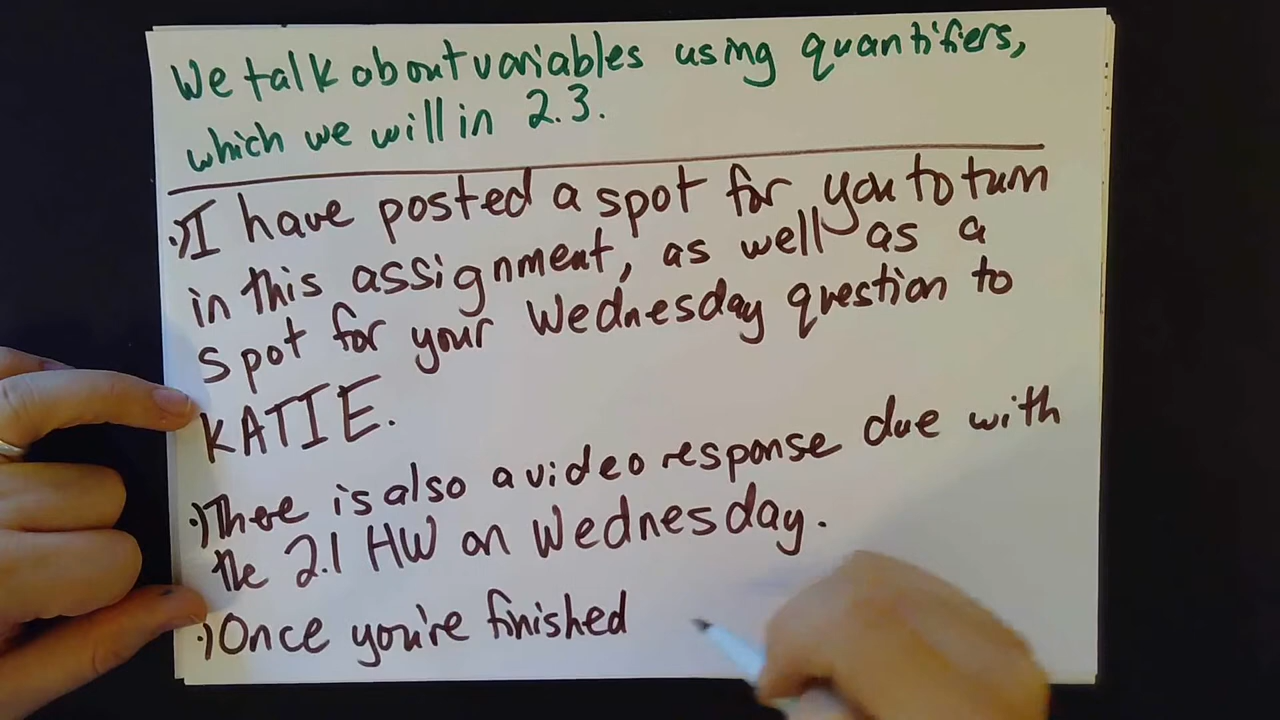 We talk about variables using quantifiers,
which we will in 2.3.
·) I have posted a spot for you to turn
in this assignment, as well as a
spot for your Wednesday question to
KATIE.
·) There is also a video response due with
the 2.1 HW on Wednesday.
·) Once you're finished